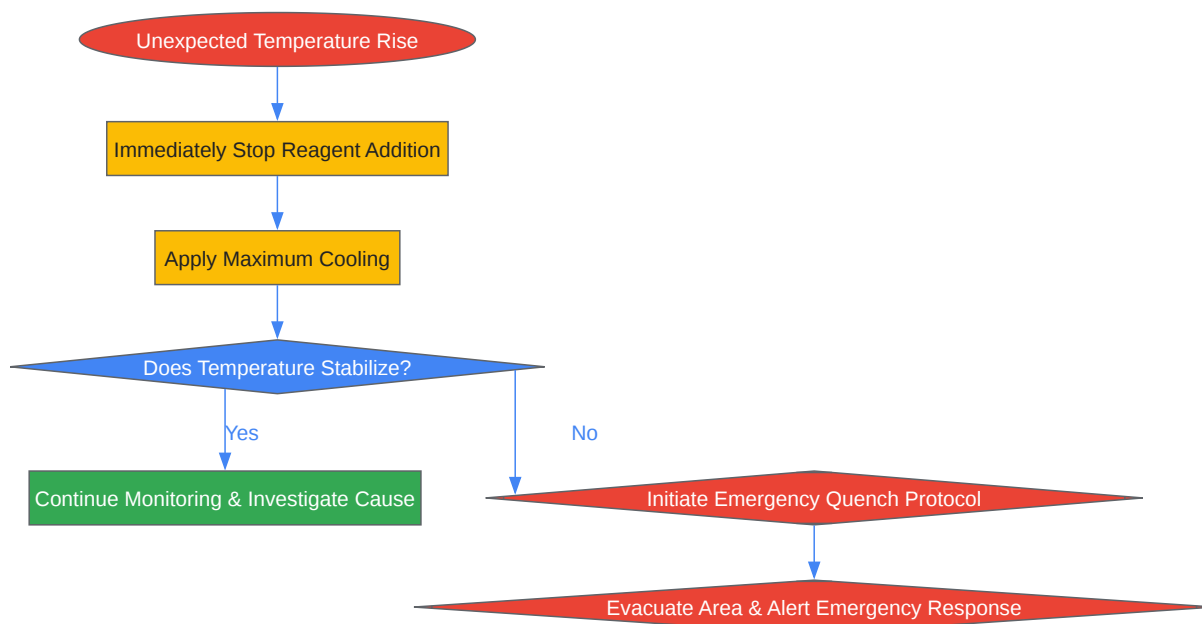 Unexpected Temperature Rise
Immediately Stop Reagent Addition
Apply Maximum Cooling
Does Temperature Stabilize?
Yes
No
Continue Monitoring & Investigate Cause
Initiate Emergency Quench Protocol
Evacuate Area & Alert Emergency Response